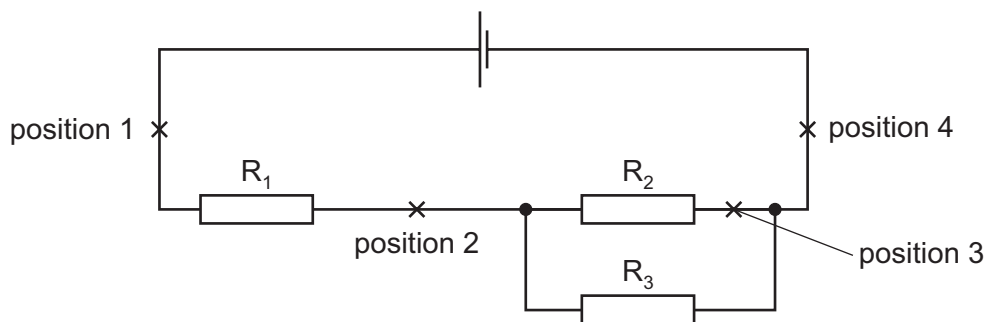 position 1
position 4
R₁
R₂
position 2
position 3
R₃